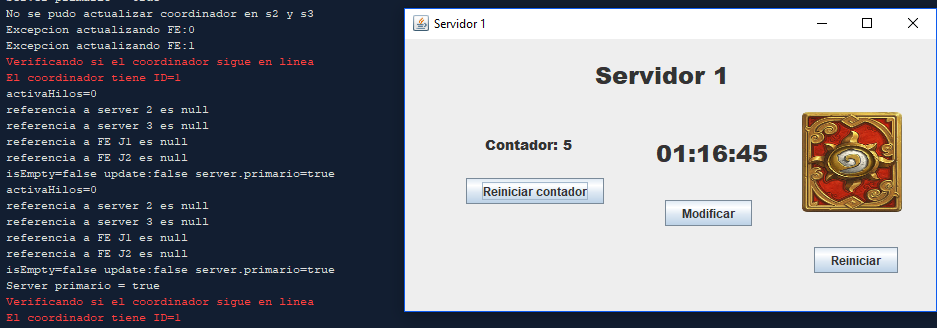 Server primario = true
No se pudo actualizar coordinador en s2 y s3
Excepcion actualizando FE:0
Excepcion actualizando FE:1
Verificando si el coordinador sigue en linea
El coordinador tiene ID=1
activaHilos=0
referencia a server 2 es null
referencia a server 3 es null
referencia a FE J1 es null
referencia a FE J2 es null
isEmpty=false update:false server.primario=true
activaHilos=0
referencia a server 2 es null
referencia a server 3 es null
referencia a FE J1 es null
referencia a FE J2 es null
isEmpty=false update:false server.primario=true
Server primario = true
Verificando si el coordinador sigue en linea
El coordinador tiene ID=1
Servidor 1
Servidor 1
Contador: 5
01:16:45
Reiniciar contador
Modificar
Reiniciar